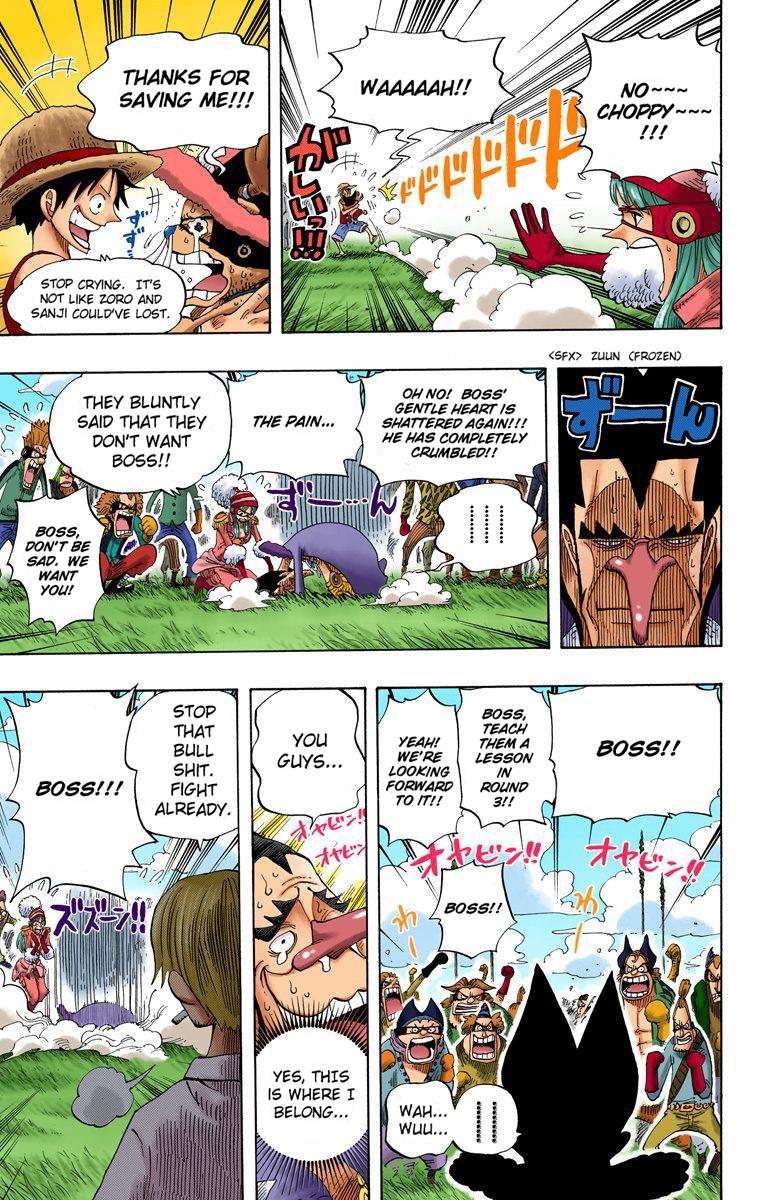 NO~~~
CHOPPY~~~
!!!
WAAAAAH!!
ドドドドドドド
がしいっ!!!
THANKS FOR
SAVING ME!!!
ずず
STOP CRYING. IT'S
NOT LIKE ZORO AND
SANJI COULD'VE LOST.
<SFX> ZUUN (FROZEN)
ずーん
OH NO! BOSS'
GENTLE HEART IS
SHATTERED AGAIN!!!
HE HAS COMPLETELY
CRUMBLED!!
THE PAIN...
THEY BLUNTLY
SAID THAT THEY
DON'T WANT
BOSS!!
ずー…ん
BOSS,
DON'T BE
SAD. WE
WANT YOU!
BOSS!!
BOSS,
TEACH
THEM A
LESSON
IN
ROUND
3!!
YEAH!
WE'RE
LOOKING
FORWARD
TO IT!!
オヤビン!!
オヤビン!!
わー
わー
BOSS!!
WAH...
WUU...
YOU
GUYS...
オヤビン!!
オヤビン!!
YES, THIS
IS WHERE I
BELONG...
STOP
THAT
BULL
SHIT.
FIGHT
ALREADY.
BOSS!!!
ズズーン!!